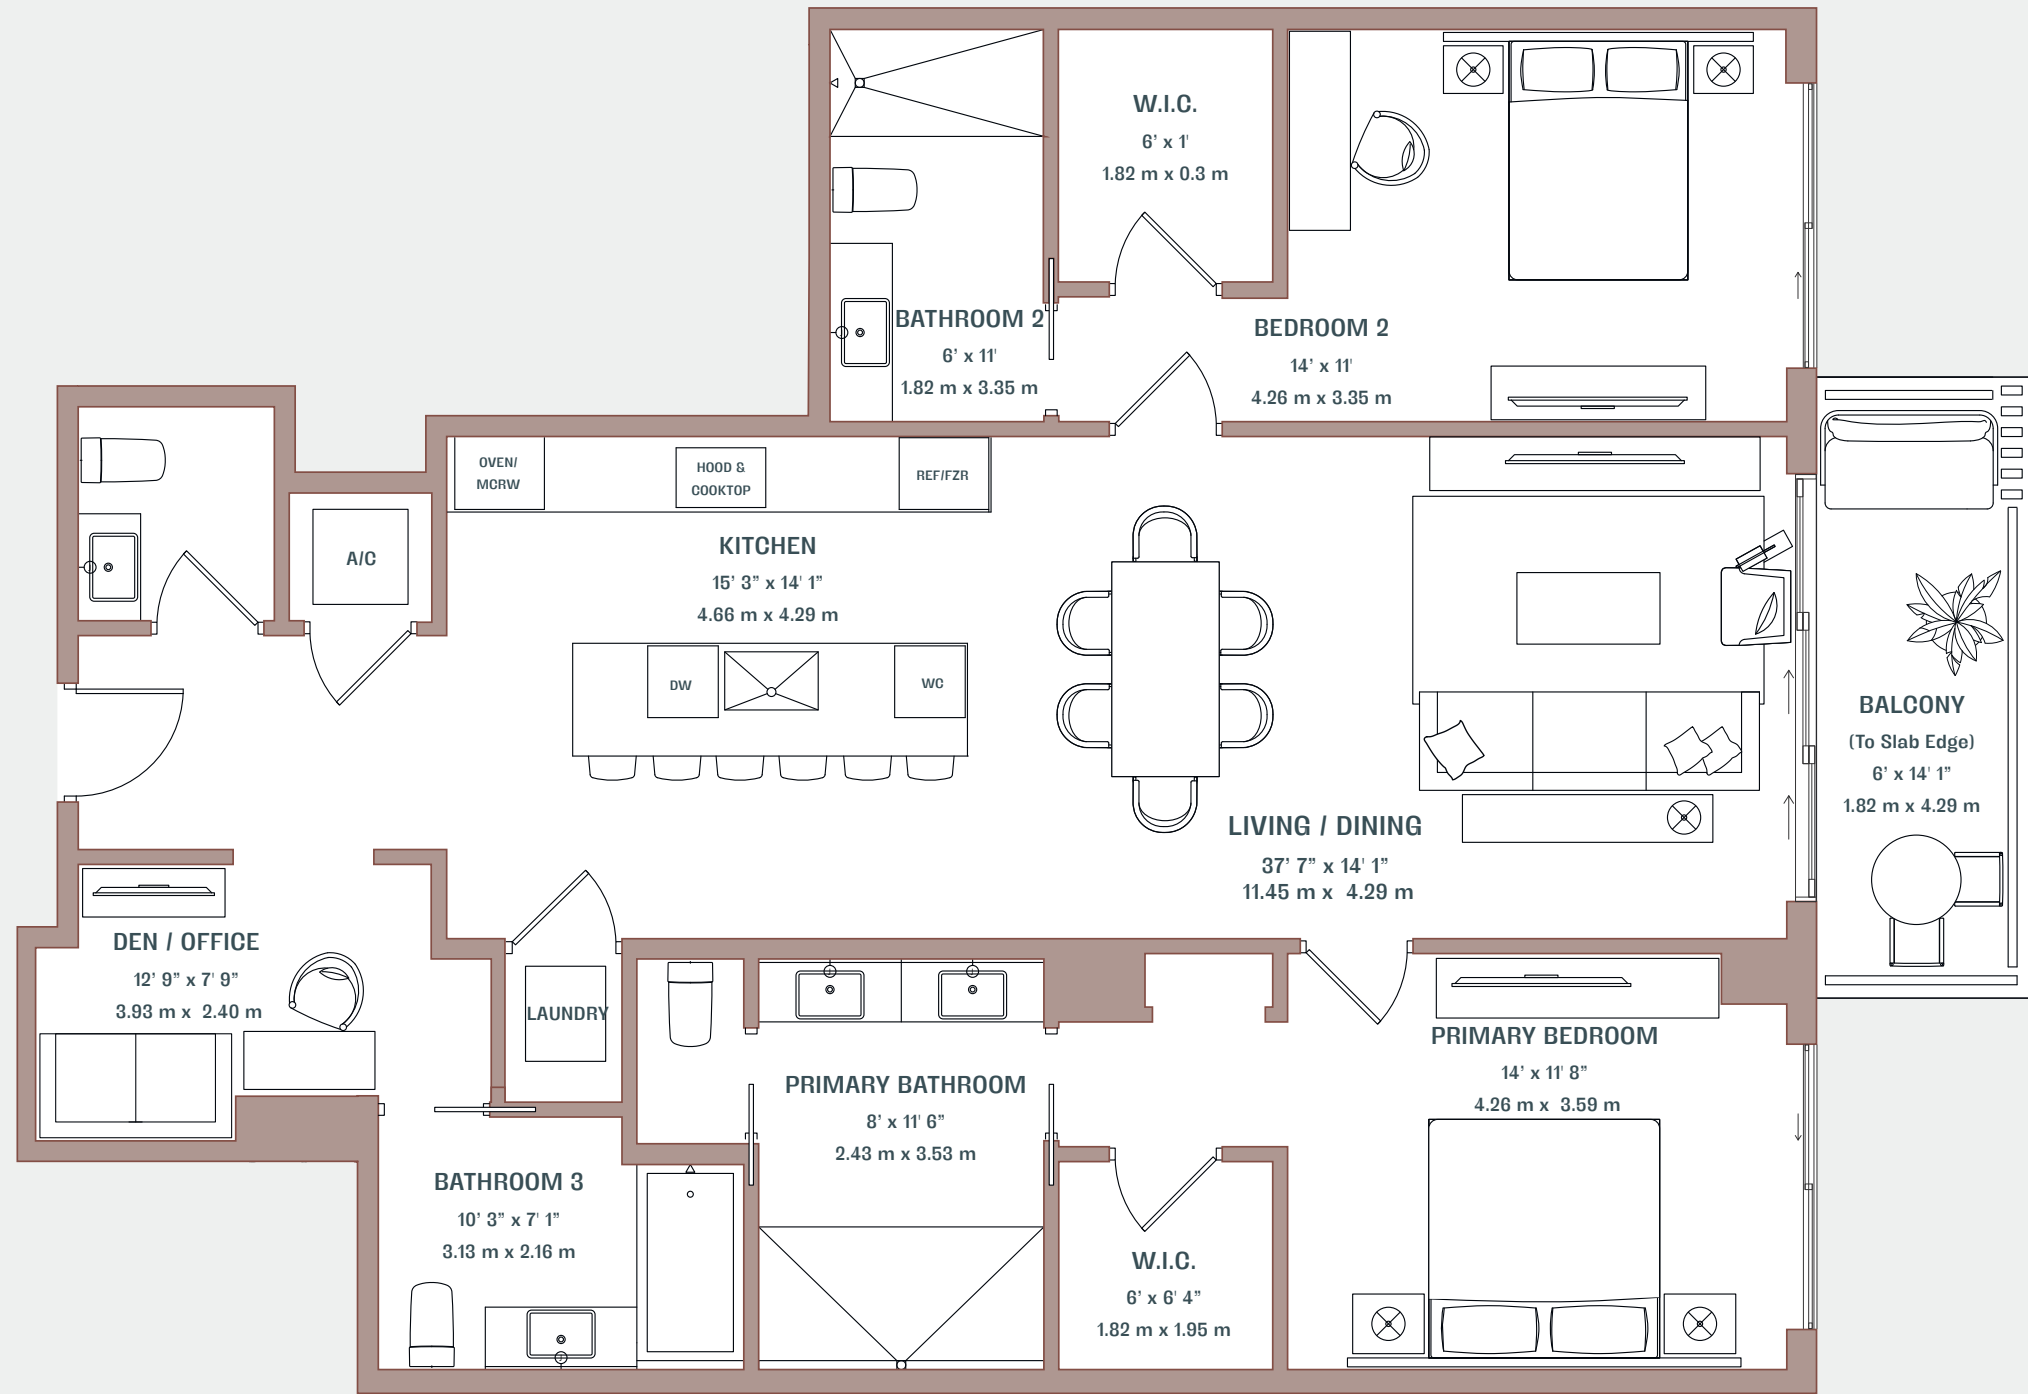 W.I.C.
6’ x 1'
1.82 m x 0.3 m
BATHROOM 2
6’ x 11'
1.82 m x 3.35 m
BEDROOM 2
14’ x 11'
4.26 m x 3.35 m
OVEN/
MCRW
HOOD &
COOKTOP
REF/FZR
A/C
KITCHEN
15’ 3” x 14' 1”
4.66 m x 4.29 m
DW
WC
BALCONY
(To Slab Edge)
6’ x 14' 1”
1.82 m x 4.29 m
LIVING / DINING
37’ 7” x 14' 1”
11.45 m x 4.29 m
DEN / OFFICE
12’ 9” x 7' 9”
3.93 m x 2.40 m
LAUNDRY
PRIMARY BATHROOM
8’ x 11' 6”
2.43 m x 3.53 m
PRIMARY BEDROOM
14’ x 11' 8”
4.26 m x 3.59 m
BATHROOM 3
10’ 3” x 7' 1”
3.13 m x 2.16 m
W.I.C.
6’ x 6' 4”
1.82 m x 1.95 m